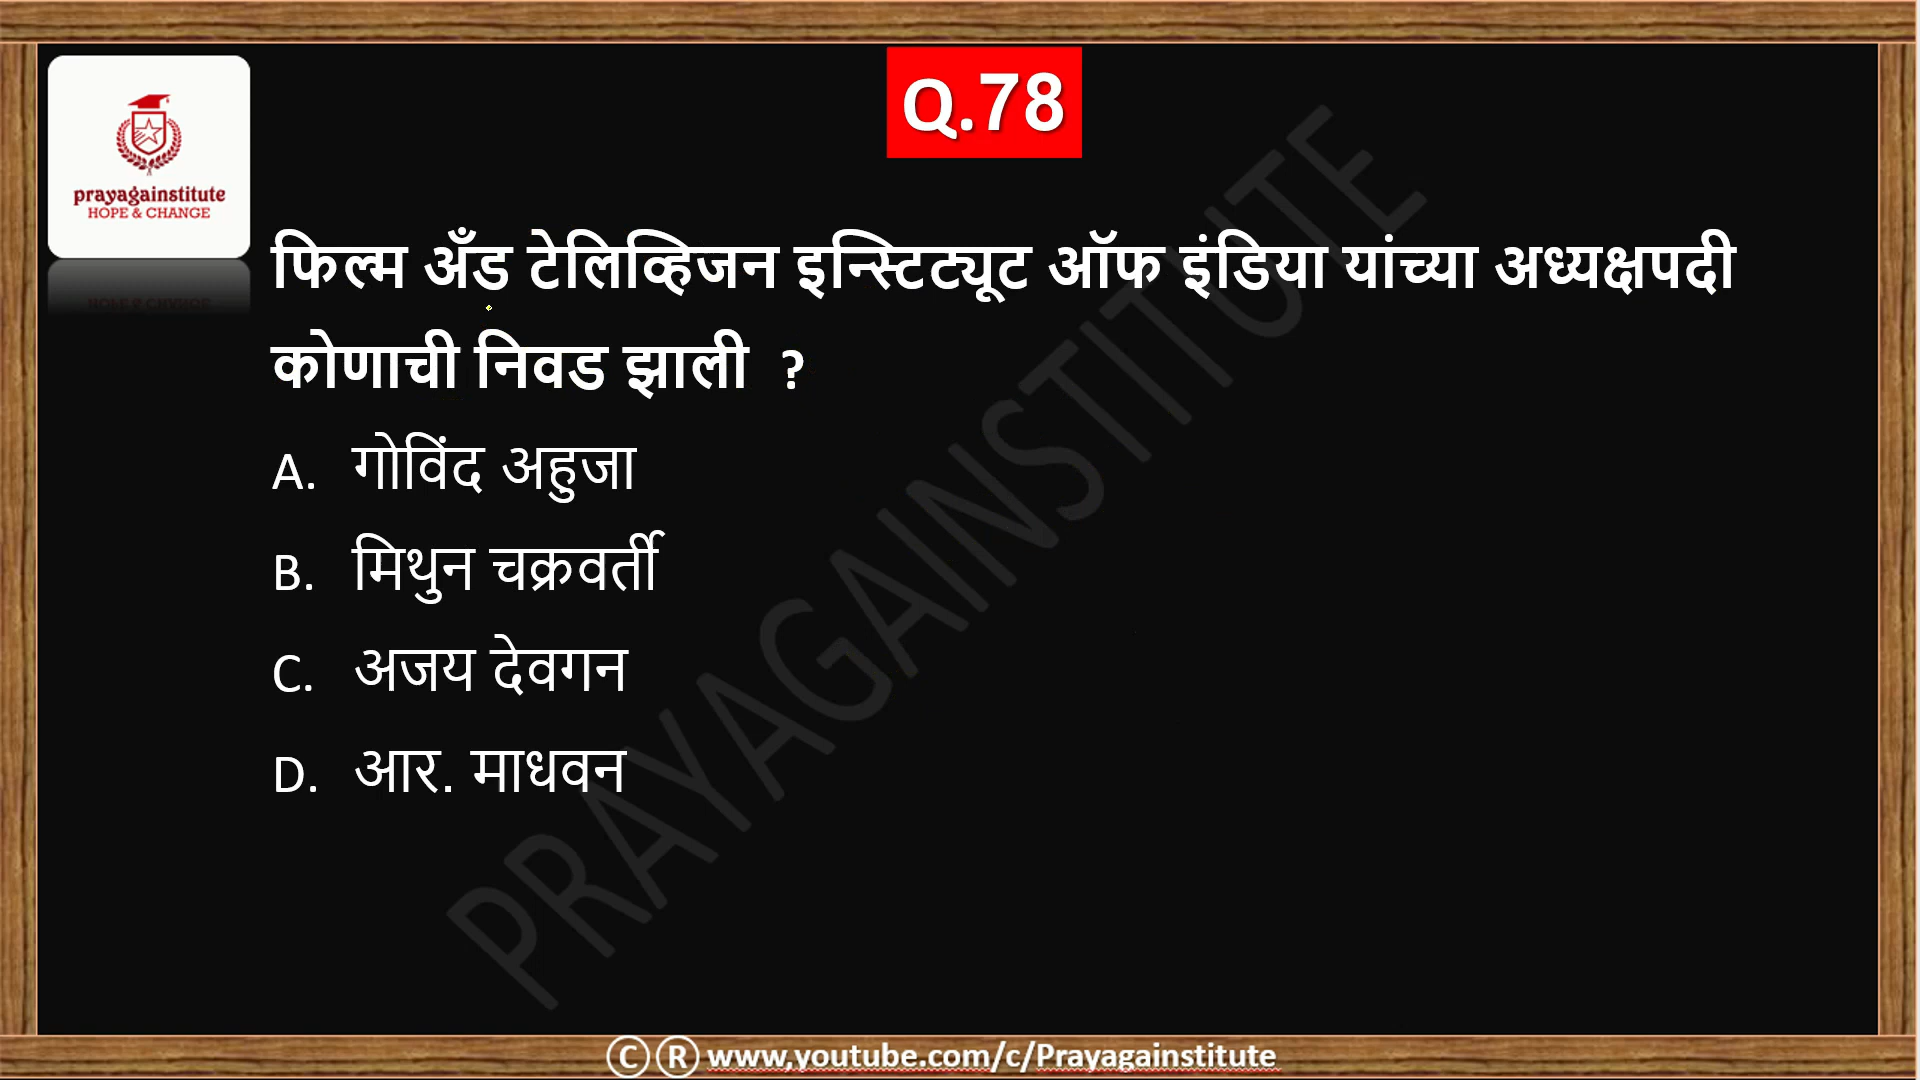 Q.78
prayagainstitute
HOPE & CHANGE
फिल्म अँड टेलिव्हिजन इन्स्टिट्यूट ऑफ इंडिया यांच्या अध्यक्षपदी
कोणाची निवड झाली ?
A. गोविंद अहुजा
B. मिथुन चक्रवर्ती
C. अजय देवगन
D. आर. माधवन
PRAYAGAINSTITUTE
© ® www.youtube.com/c/Prayagainstitute